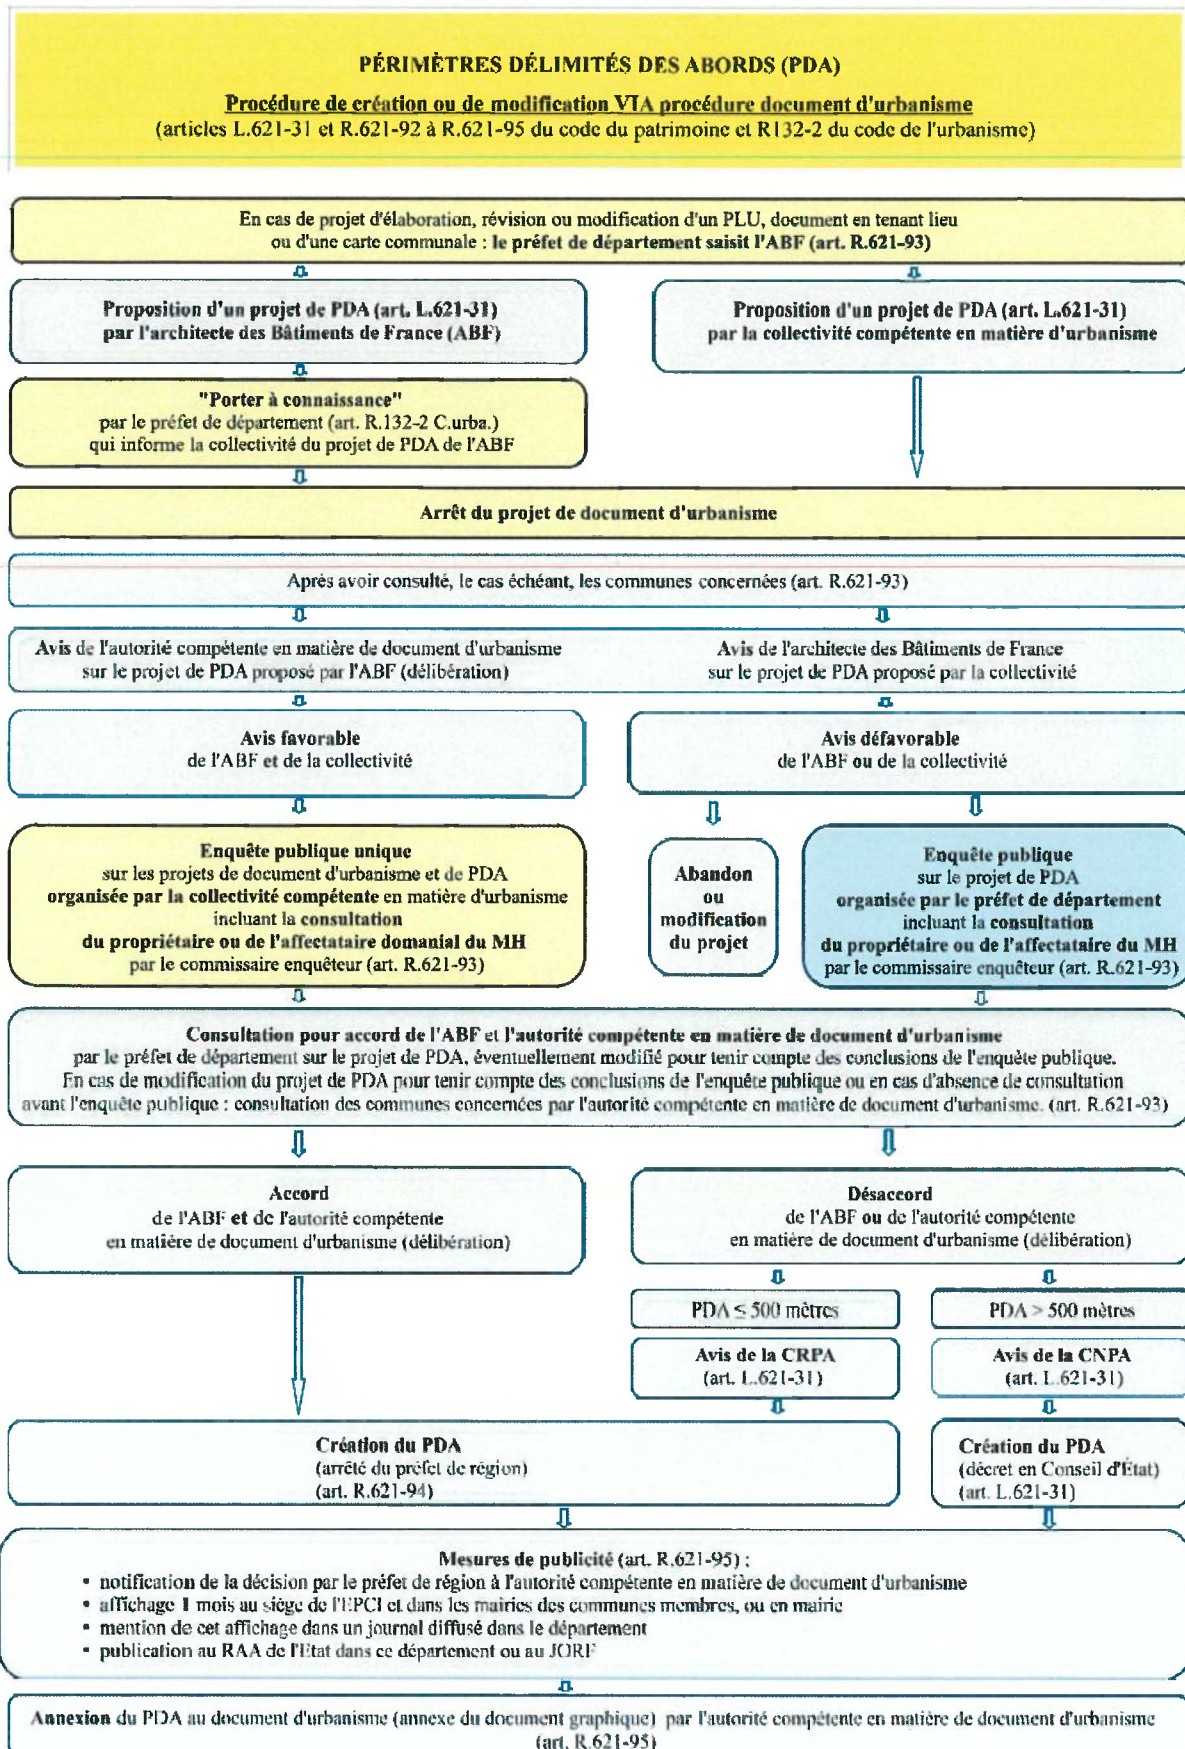 PÉRIMÈTRES DÉLIMITÉS DES ABORDS (PDA)
Procédure de création ou de modification VIA procédure document d'urbanisme
(articles L.621-31 et R.621-92 à R.621-95 du code du patrimoine et R132-2 du code de l'urbanisme)
En cas de projet d'élaboration, révision ou modification d'un PLU, document en tenant lieu
ou d'une carte communale : le préfet de département saisit l'ABF (art. R.621-93)
Proposition d'un projet de PDA (art. L.621-31)
par l'architecte des Bâtiments de France (ABF)
Proposition d'un projet de PDA (art. L.621-31)
par la collectivité compétente en matière d'urbanisme
"Porter à connaissance"
par le préfet de département (art. R.132-2 C.urba.)
qui informe la collectivité du projet de PDA de l'ABF
Arrêt du projet de document d'urbanisme
Après avoir consulté, le cas échéant, les communes concernées (art. R.621-93)
Avis de l'autorité compétente en matière de document d'urbanisme
sur le projet de PDA proposé par l'ABF (délibération)
Avis de l'architecte des Bâtiments de France
sur le projet de PDA proposé par la collectivité
Avis favorable
de l'ABF et de la collectivité
Avis défavorable
de l'ABF ou de la collectivité
Enquête publique unique
sur les projets de document d'urbanisme et de PDA
organisée par la collectivité compétente en matière d'urbanisme
incluant la consultation
du propriétaire ou de l'affectataire domanial du MH
par le commissaire enquêteur (art. R.621-93)
Abandon
ou
modification
du projet
Enquête publique
sur le projet de PDA
organisée par le préfet de département
incluant la consultation
du propriétaire ou de l'affectataire du MH
par le commissaire enquêteur (art. R.621-93)
Consultation pour accord de l'ABF et l'autorité compétente en matière de document d'urbanisme
par le préfet de département sur le projet de PDA, éventuellement modifié pour tenir compte des conclusions de l'enquête publique.
En cas de modification du projet de PDA pour tenir compte des conclusions de l'enquête publique ou en cas d'absence de consultation
avant l'enquête publique : consultation des communes concernées par l'autorité compétente en matière de document d'urbanisme. (art. R.621-93)
Accord
de l'ABF et de l'autorité compétente
en matière de document d'urbanisme (délibération)
Désaccord
de l'ABF ou de l'autorité compétente
en matière de document d'urbanisme (délibération)
PDA ≤ 500 mètres
PDA > 500 mètres
Avis de la CRPA
(art. L.621-31)
Avis de la CNPA
(art. L.621-31)
Création du PDA
(arrêté du préfet de région)
(art. R.621-94)
Création du PDA
(décret en Conseil d'État)
(art. L.621-31)
Mesures de publicité (art. R.621-95) :
• notification de la décision par le préfet de région à l'autorité compétente en matière de document d'urbanisme
• affichage 1 mois au siège de l'EPCI et dans les mairies des communes membres, ou en mairie
• mention de cet affichage dans un journal diffusé dans le département
• publication au RAA de l'Etat dans ce département ou au JORF
Annexion du PDA au document d'urbanisme (annexe du document graphique) par l'autorité compétente en matière de document d'urbanisme
(art. R.621-95)